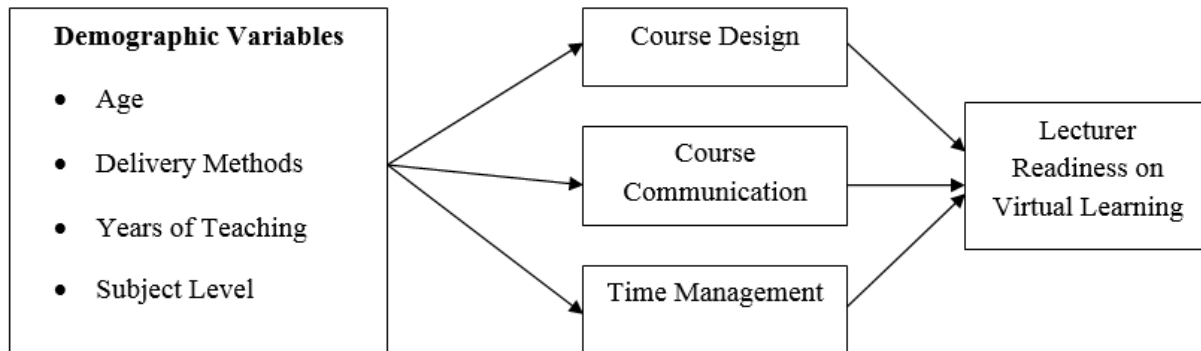 Demographic Variables
• Age
• Delivery Methods
• Years of Teaching
• Subject Level
Course Design
Course
Communication
Time Management
Lecturer
Readiness on
Virtual Learning